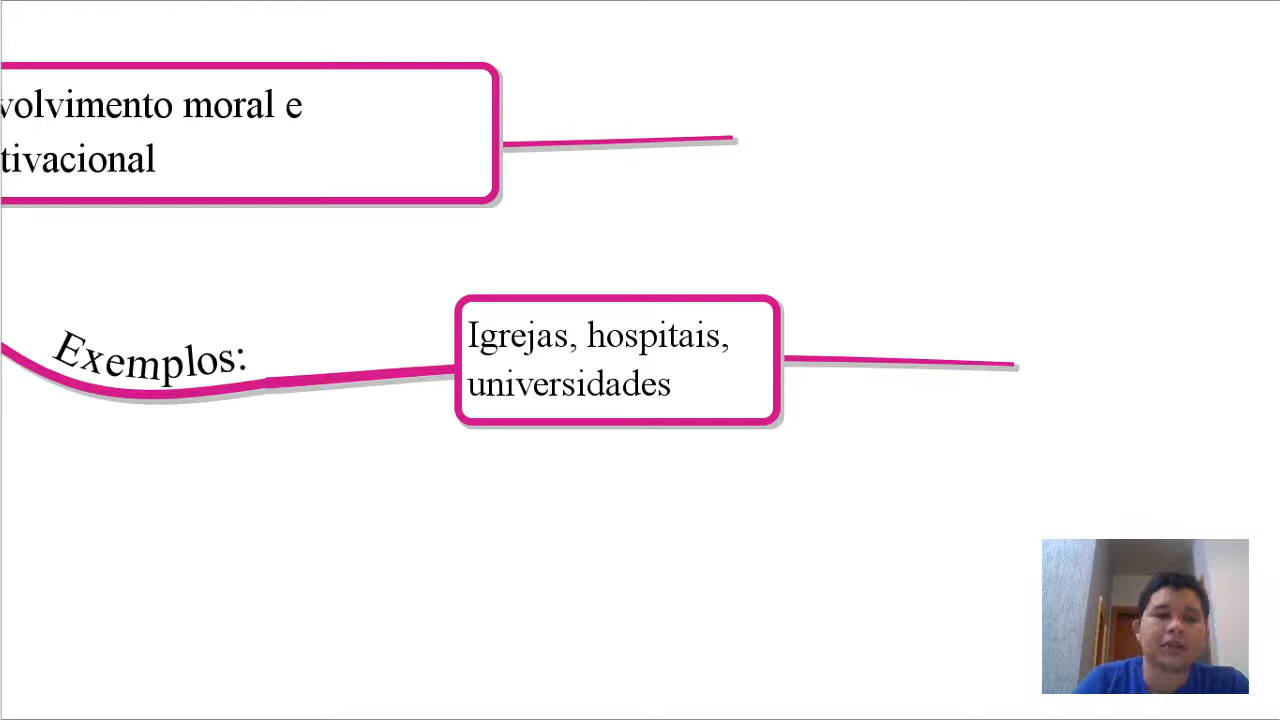 volvimento moral e
tivacional
Exemplos:
Igrejas, hospitais,
universidades